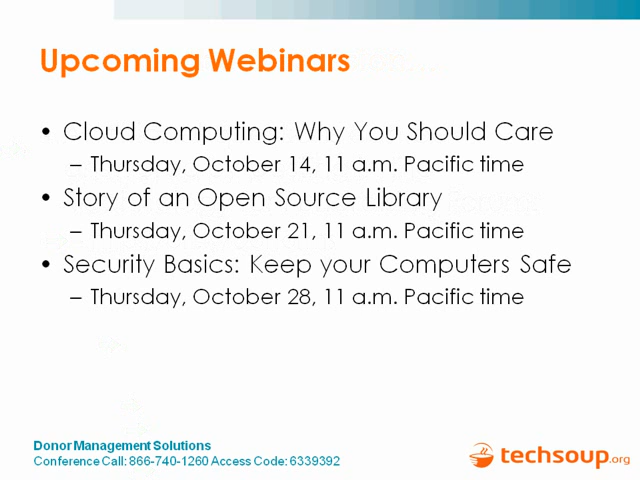 Upcoming Webinars
• Cloud Computing: Why You Should Care
– Thursday, October 14, 11 a.m. Pacific time
• Story of an Open Source Library
– Thursday, October 21, 11 a.m. Pacific time
• Security Basics: Keep your Computers Safe
– Thursday, October 28, 11 a.m. Pacific time
Donor Management Solutions
Conference Call: 866-740-1260 Access Code: 6339392
techsoup.org